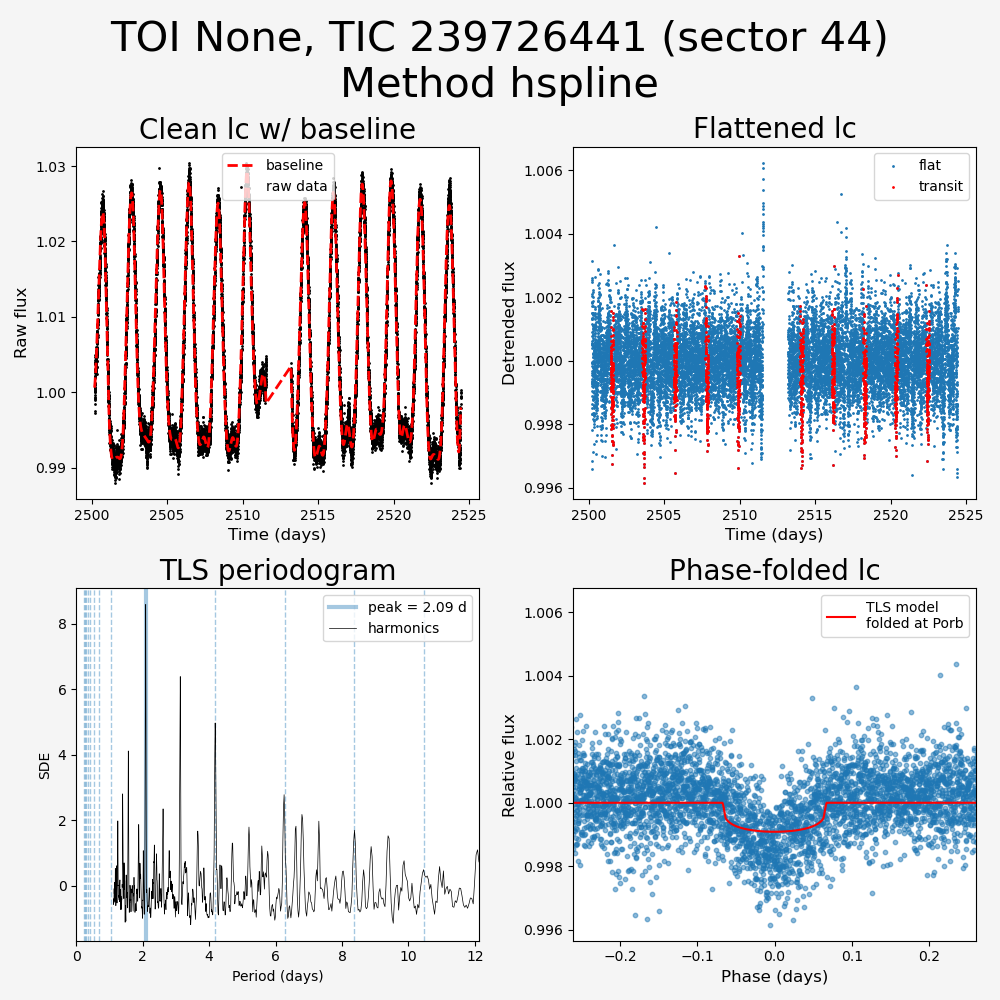 TOI None, TIC 239726441 (sector 44)
Method hspline
Clean lc w/ baseline
Flattened lc
1.03
1.02
1.01
1.00
0.99
Raw flux
baseline
raw data
2500
2505
2510
2515
2520
2525
Time (days)
1.006
1.004
1.002
1.000
0.998
0.996
Detrended flux
flat
transit
2500
2505
2510
2515
2520
2525
Time (days)
TLS periodogram
Phase-folded lc
8
6
4
2
0
SDE
peak = 2.09 d
harmonics
0
2
4
6
8
10
12
Period (days)
1.006
1.004
1.002
1.000
0.998
0.996
Relative flux
TLS model
folded at Porb
−0.2
−0.1
0.0
0.1
0.2
Phase (days)